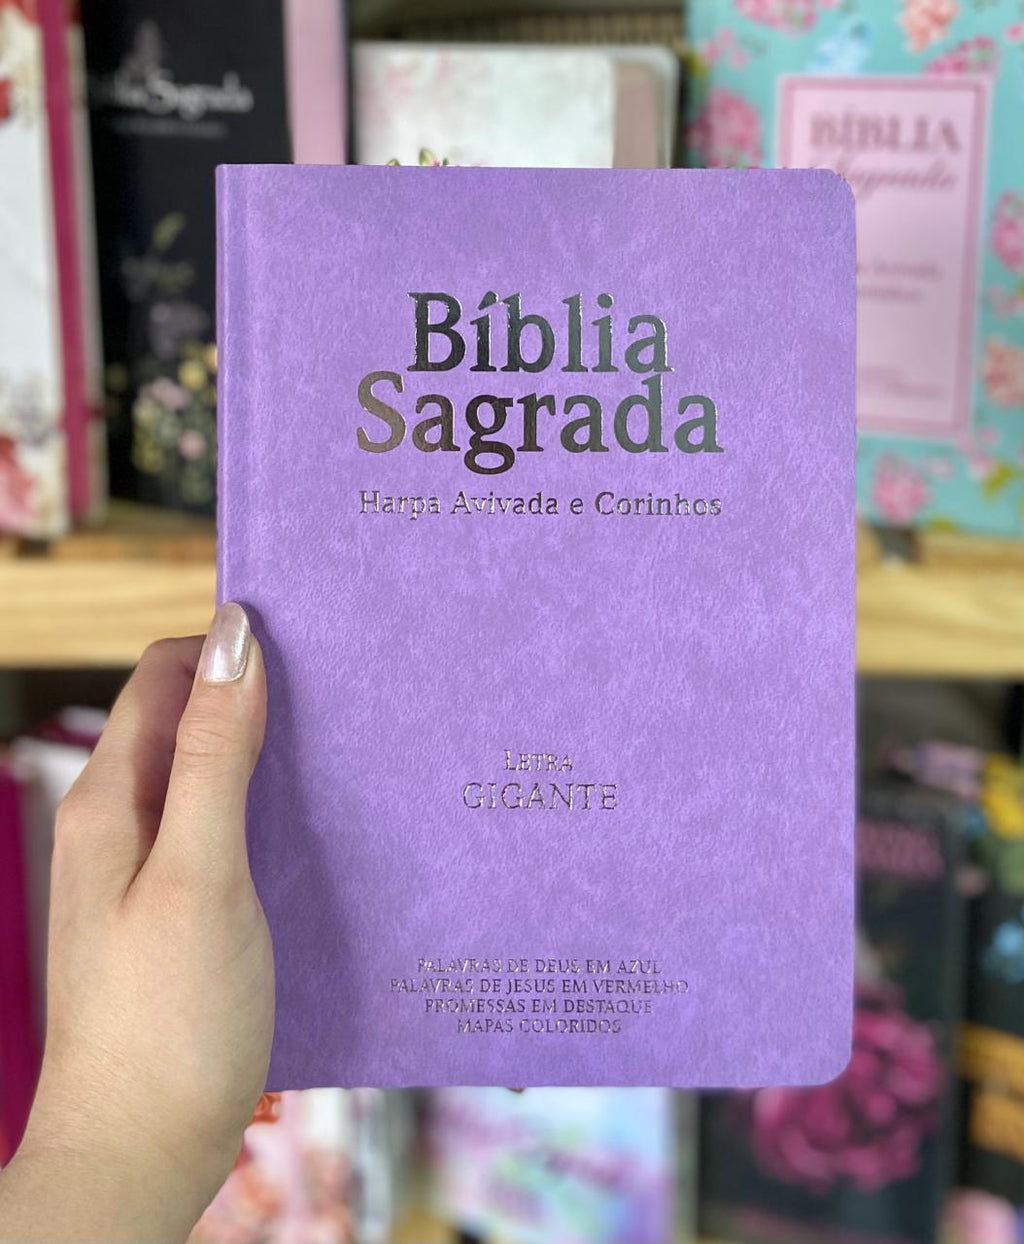 Bíblia
Sagrada
Harpa Avivada e Corinhos
LETRA
GIGANTE
PALAVRAS DE DEUS EM AZUL
PALAVRAS DE JESUS EM VERMELHO
PROMESSAS EM DESTAQUE
MAPAS COLORIDOS
Sagrada
BÍBLIA
Sagrada